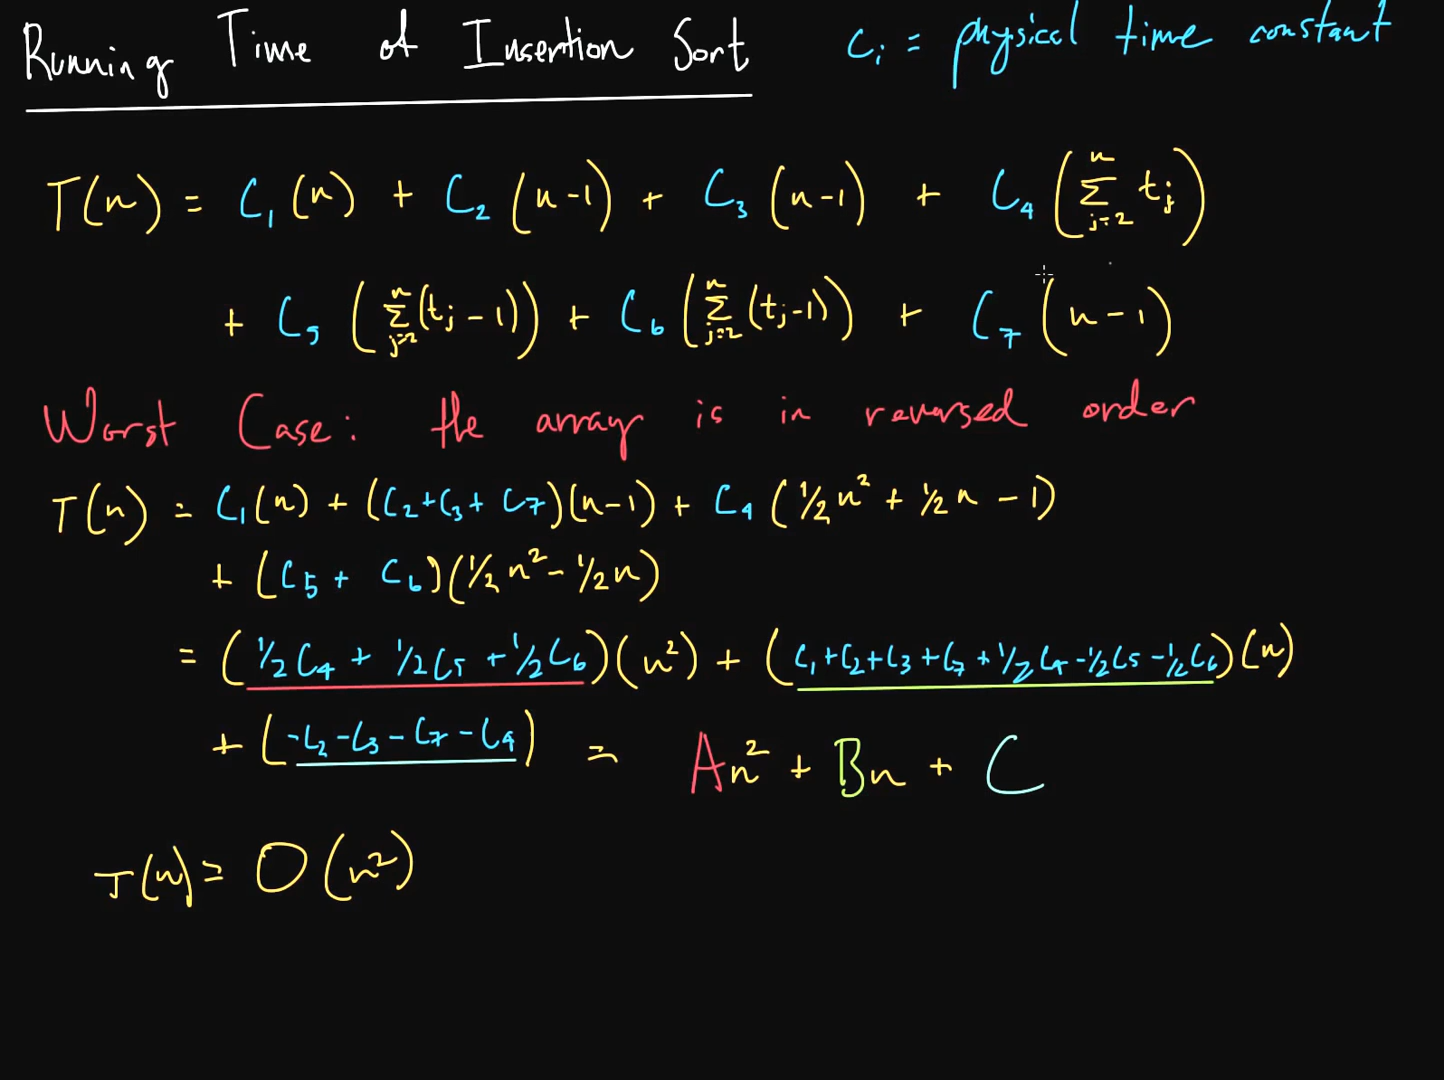 Running Time of Insertion Sort
Cᵢ = physical time constant
T(n) = C₁(n) + C₂(n-1) + C₃(n-1) + C₄(∑ⁿⱼ₌₂ tⱼ)
+ C₅(∑ⁿⱼ₌₂(tⱼ-1)) + C₆(∑ⁿⱼ₌₂(tⱼ-1)) + C₇(n-1)
Worst Case: the array is in reversed order
T(n) = C₁(n) + (C₂+C₃+C₇)(n-1) + C₄(1/2n² + 1/2n - 1)
+ (C₅ + C₆)(1/2n² - 1/2n)
= (1/2C₄ + 1/2C₅ + 1/2C₆)(n²) + (C₁+C₂+C₃+C₇+1/2C₄-1/2C₅-1/2C₆)(n)
+ (-C₂-C₃-C₇-C₄) = An² + Bn + C
T(n) = O(n²)